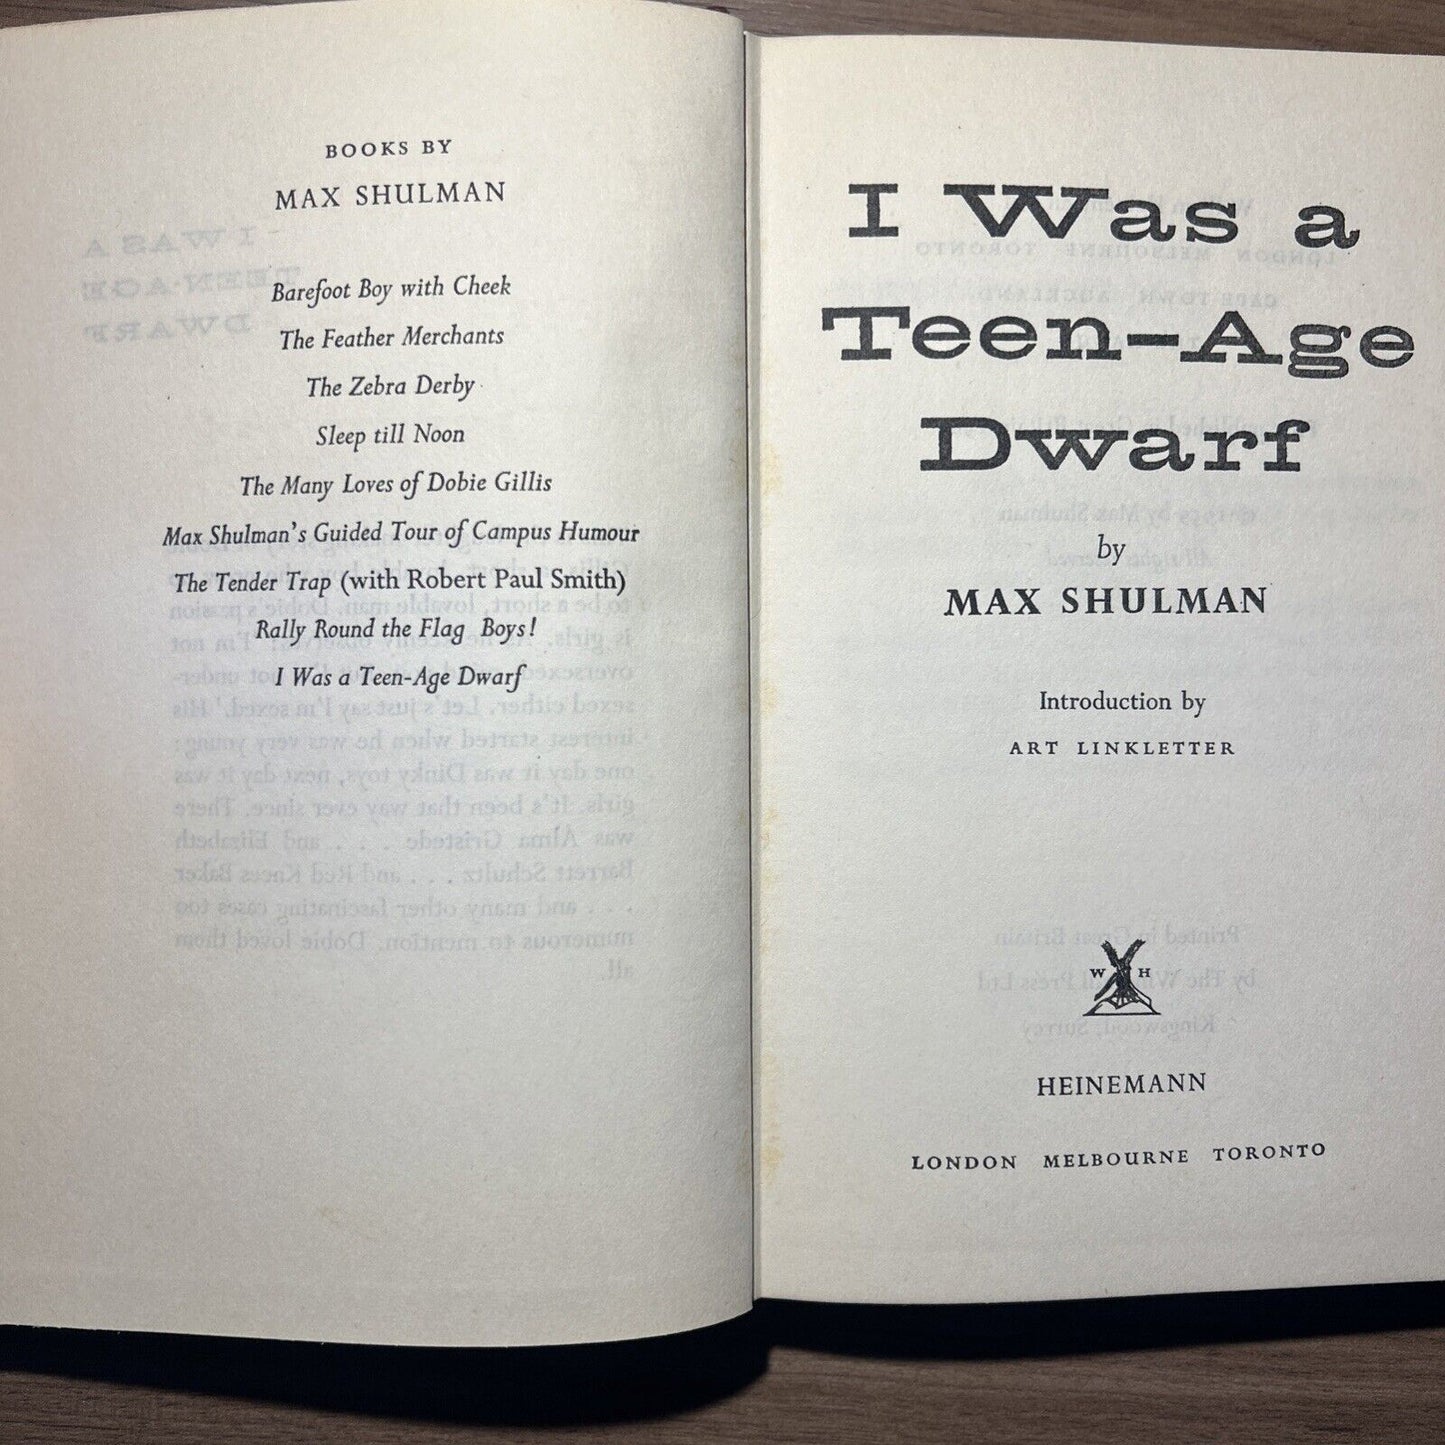 BOOKS BY
MAX SHULMAN
Barefoot Boy with Cheek
The Feather Merchants
The Zebra Derby
Sleep till Noon
The Many Loves of Dobie Gillis
Max Shulman's Guided Tour of Campus Humour
The Tender Trap (with Robert Paul Smith)
Rally Round the Flag Boys!
I Was a Teen-Age Dwarf
I Was a
Teen-Age
Dwarf
by
MAX SHULMAN
Introduction by
ART LINKLETTER
W H
HEINEMANN
LONDON MELBOURNE TORONTO